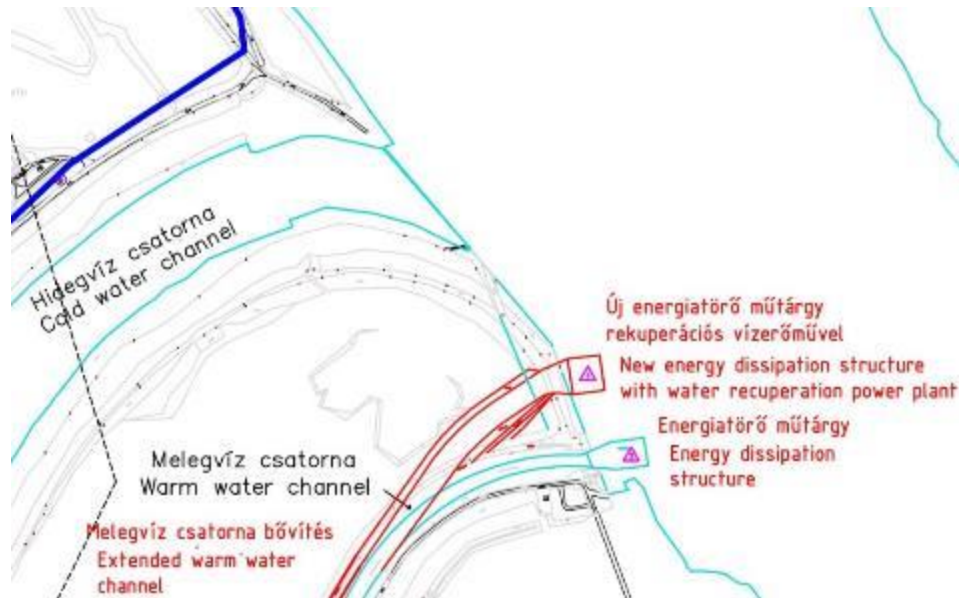 Hidegvíz csatorna
Cold water channel
Új energiatörő műtárgy
rekuperációs vízerőművel
New energy dissipation structure
with water recuperation power plant
Energiatörő műtárgy
Energy dissipation
structure
Melegvíz csatorna
Warm water channel
Melegvíz csatorna bővítés
Extended warm water
channel